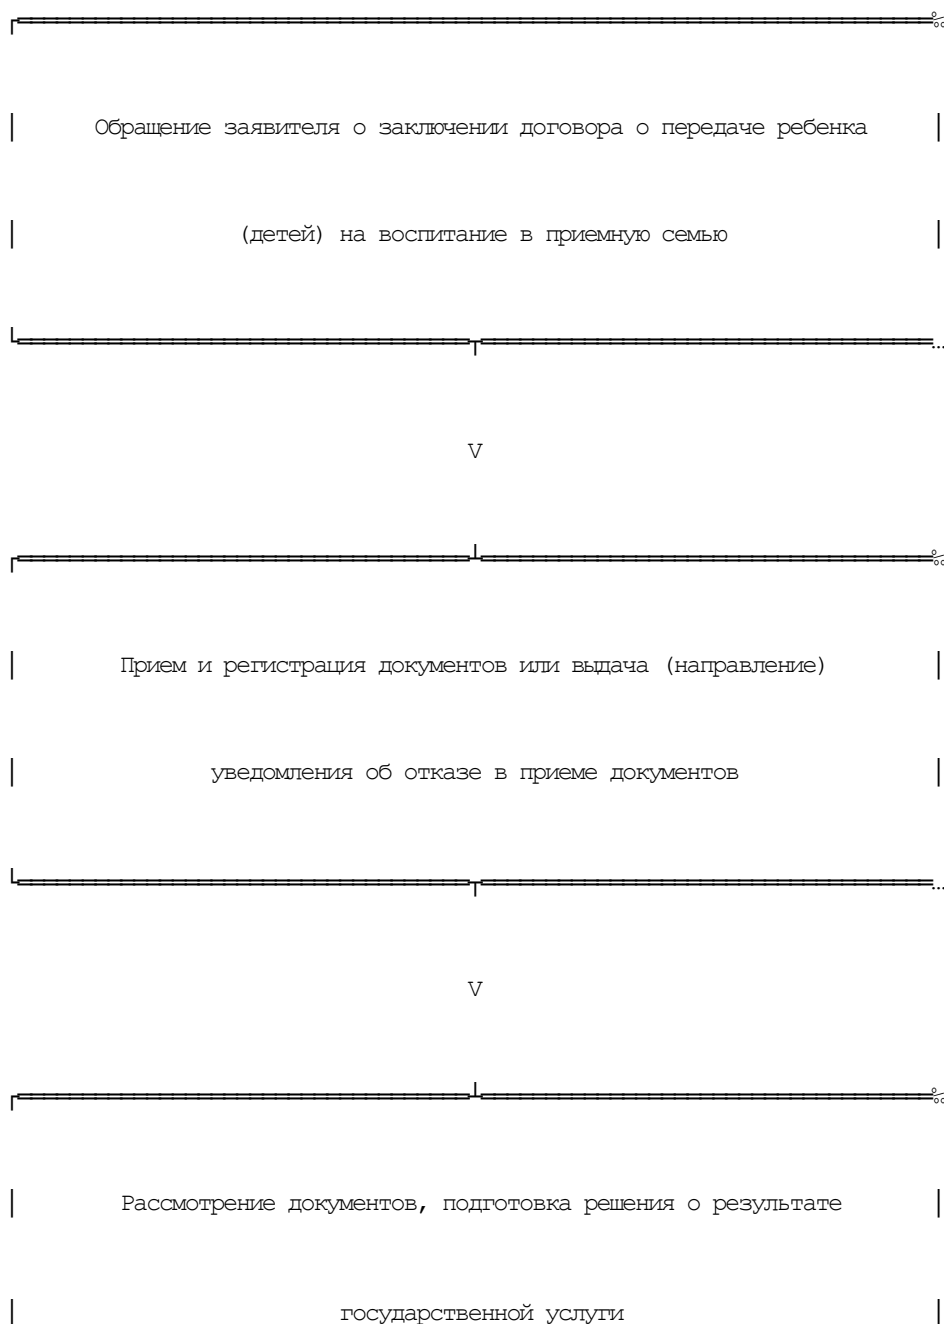 Обращение заявителя о заключении договора о передаче ребенка
(детей) на воспитание в приемную семью
V
Прием и регистрация документов или выдача (направление)
уведомления об отказе в приеме документов
V
Рассмотрение документов, подготовка решения о результате
государственной услуги